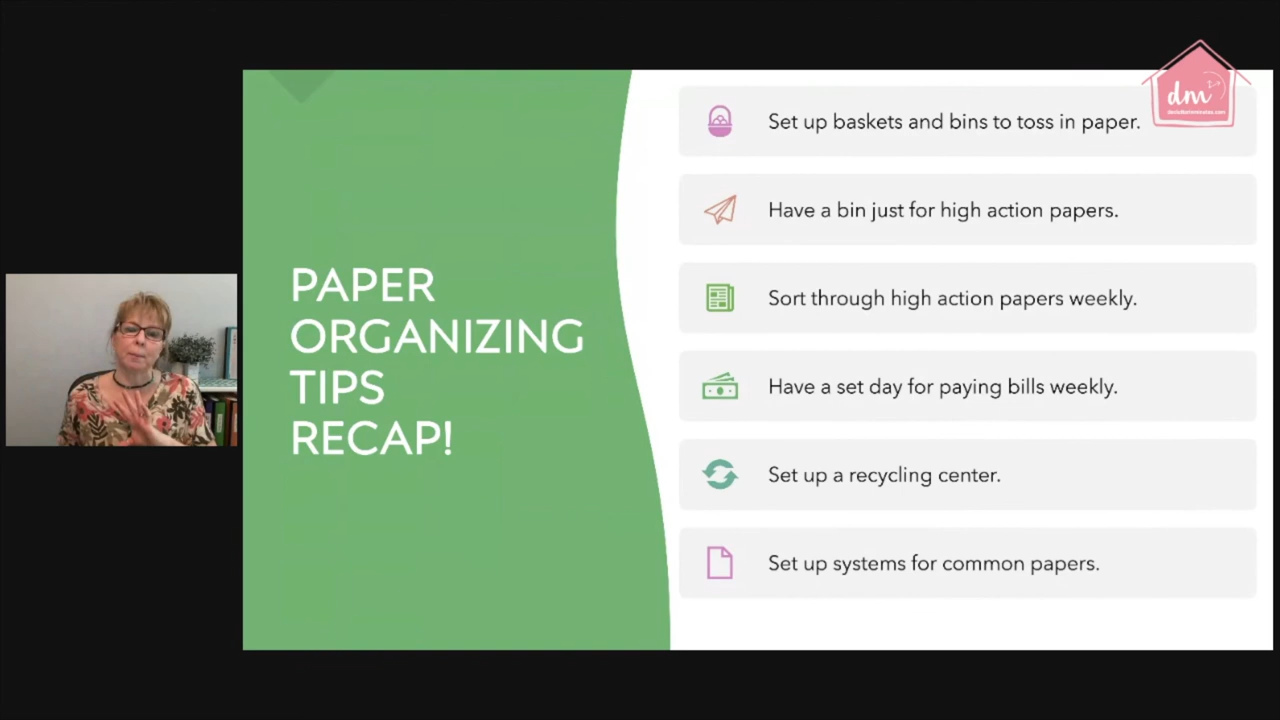 PAPER
ORGANIZING
TIPS
RECAP!
Set up baskets and bins to toss in paper.
Have a bin just for high action papers.
Sort through high action papers weekly.
Have a set day for paying bills weekly.
Set up a recycling center.
Set up systems for common papers.
dm